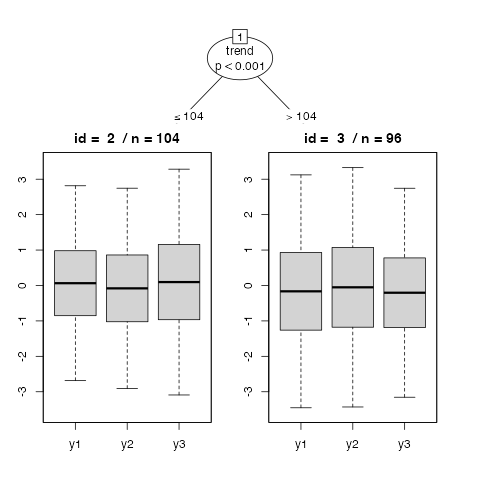 1
trend
p < 0.001
≤ 104
> 104
id = 2 / n = 104
id = 3 / n = 96
3
2
1
0
-1
-2
-3
y1
y2
y3
3
2
1
0
-1
-2
-3
y1
y2
y3